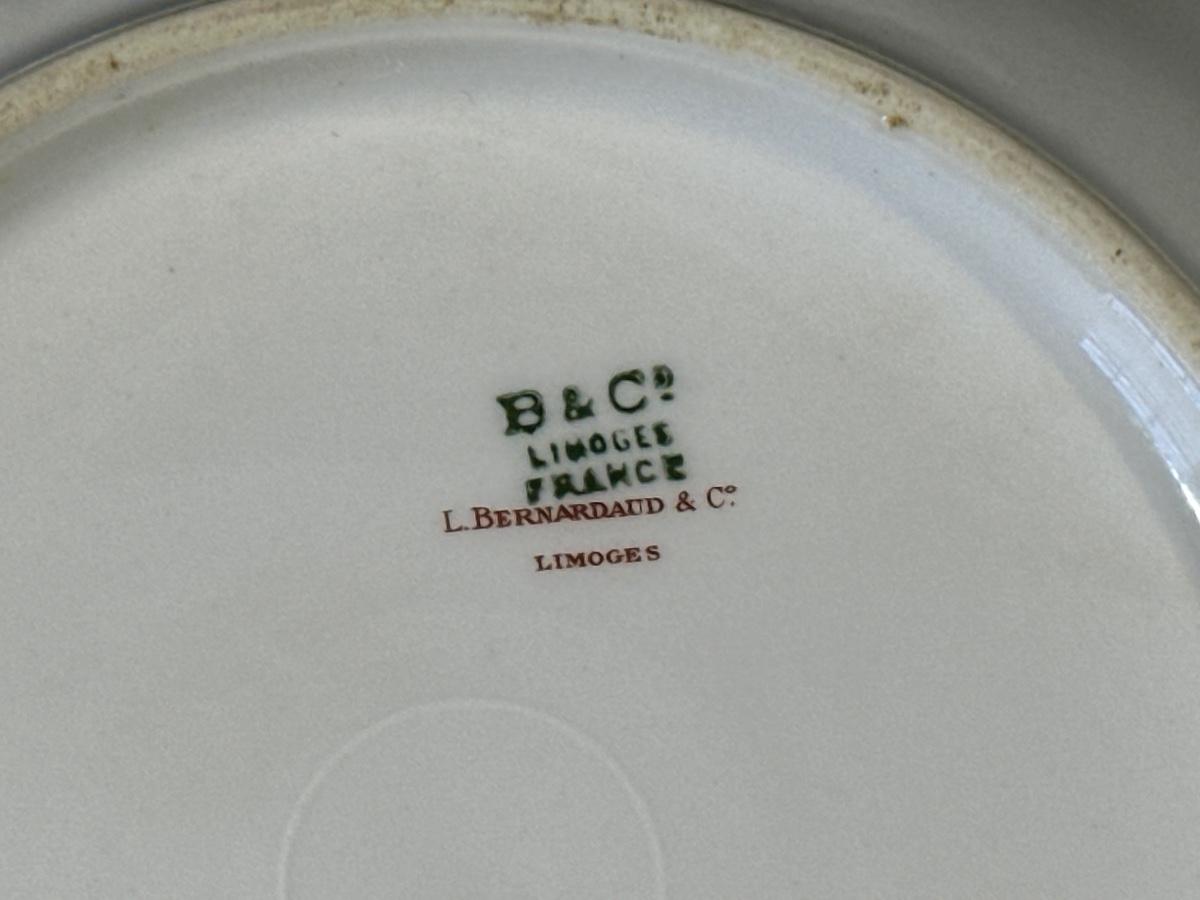 B & Cº
LIMOGES
FRANCE
L. BERNARDAUD & Cº
LIMOGES